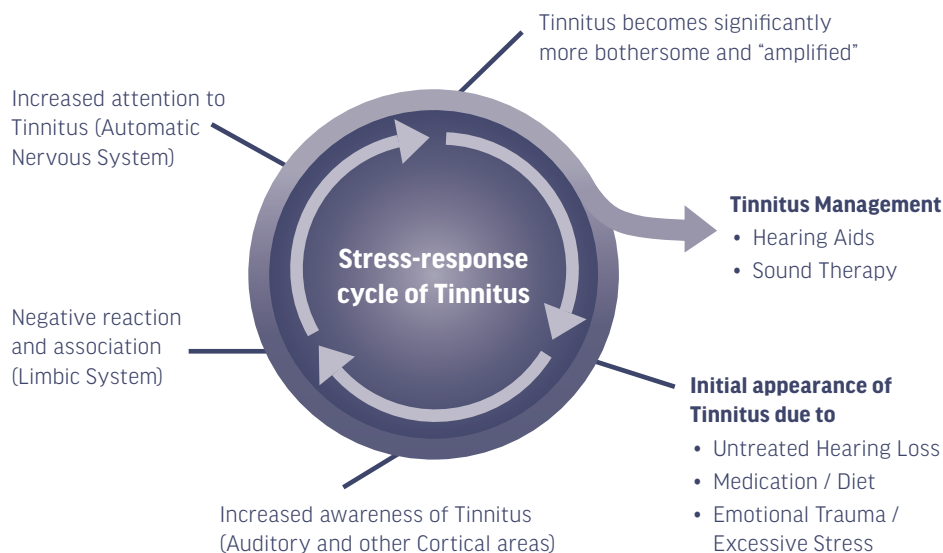 Tinnitus becomes significantly
more bothersome and “amplified”
Increased attention to
Tinnitus (Automatic
Nervous System)
Tinnitus Management
• Hearing Aids
• Sound Therapy
Stress-response
cycle of Tinnitus
Negative reaction
and association
(Limbic System)
Initial appearance of
Tinnitus due to
• Untreated Hearing Loss
• Medication / Diet
• Emotional Trauma /
Excessive Stress
Increased awareness of Tinnitus
(Auditory and other Cortical areas)